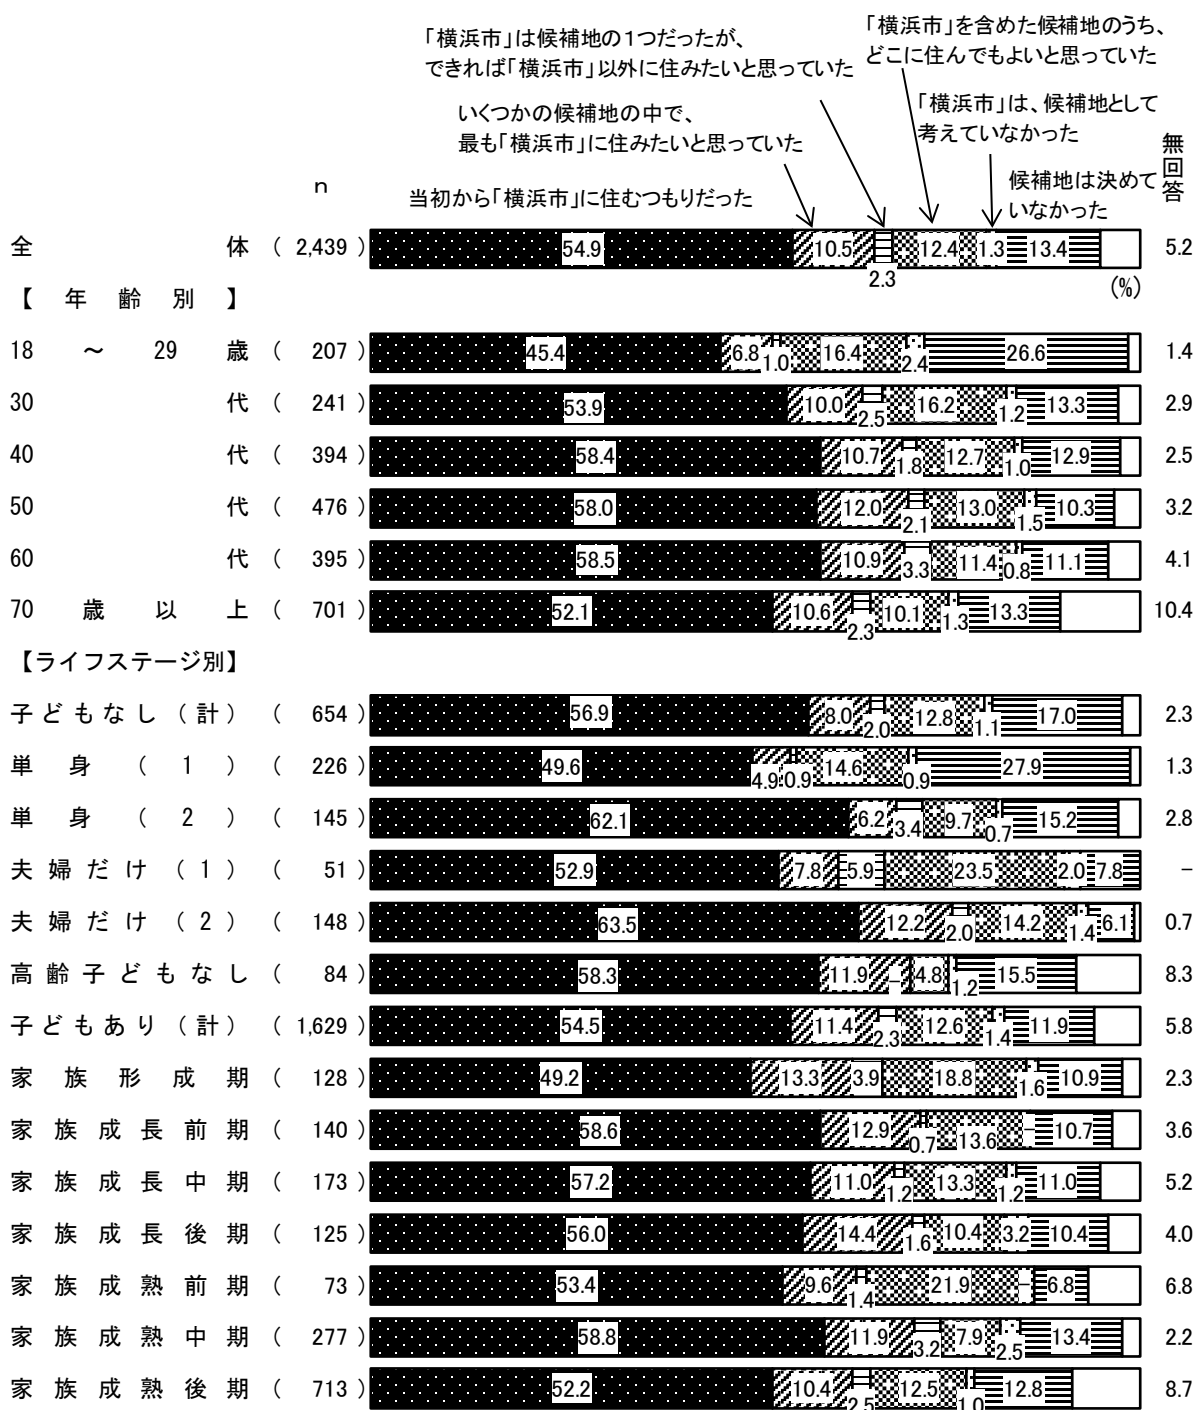 「横浜市」は候補地の1つだったが、
できれば「横浜市」以外に住みたいと思っていた
「横浜市」を含めた候補地のうち、
どこに住んでもよいと思っていた
いくつかの候補地の中で、
最も「横浜市」に住みたいと思っていた
「横浜市」は、候補地として
考えていなかった
無回答
n
当初から「横浜市」に住むつもりだった
候補地は決めて
いなかった
全体 ( 2,439 ) 54.9 10.5 2.3 12.4 1.3 13.4 5.2
(%)
【年齢別】
18～29歳 ( 207 ) 45.4 6.8 1.0 16.4 2.4 26.6 1.4
30代 ( 241 ) 53.9 10.0 2.5 16.2 1.2 13.3 2.9
40代 ( 394 ) 58.4 10.7 1.8 12.7 1.0 12.9 2.5
50代 ( 476 ) 58.0 12.0 2.1 13.0 1.5 10.3 3.2
60代 ( 395 ) 58.5 10.9 3.3 11.4 0.8 11.1 4.1
70歳以上 ( 701 ) 52.1 10.6 2.3 10.1 1.3 13.3 10.4
【ライフステージ別】
子どもなし（計） ( 654 ) 56.9 8.0 2.0 12.8 1.1 17.0 2.3
単身（1） ( 226 ) 49.6 4.9 0.9 14.6 0.9 27.9 1.3
単身（2） ( 145 ) 62.1 6.2 3.4 9.7 0.7 15.2 2.8
夫婦だけ（1） ( 51 ) 52.9 7.8 5.9 23.5 2.0 7.8 －
夫婦だけ（2） ( 148 ) 63.5 12.2 2.0 14.2 1.4 6.1 0.7
高齢子どもなし ( 84 ) 58.3 11.9 － 4.8 1.2 15.5 8.3
子どもあり（計） ( 1,629 ) 54.5 11.4 2.3 12.6 1.4 11.9 5.8
家族形成期 ( 128 ) 49.2 13.3 3.9 18.8 1.6 10.9 2.3
家族成長前期 ( 140 ) 58.6 12.9 0.7 13.6 － 10.7 3.6
家族成長中期 ( 173 ) 57.2 11.0 1.2 13.3 1.2 11.0 5.2
家族成長後期 ( 125 ) 56.0 14.4 1.6 10.4 3.2 10.4 4.0
家族成熟前期 ( 73 ) 53.4 9.6 1.4 21.9 － 6.8 6.8
家族成熟中期 ( 277 ) 58.8 11.9 3.2 7.9 2.5 13.4 2.2
家族成熟後期 ( 713 ) 52.2 10.4 2.5 12.5 1.0 12.8 8.7